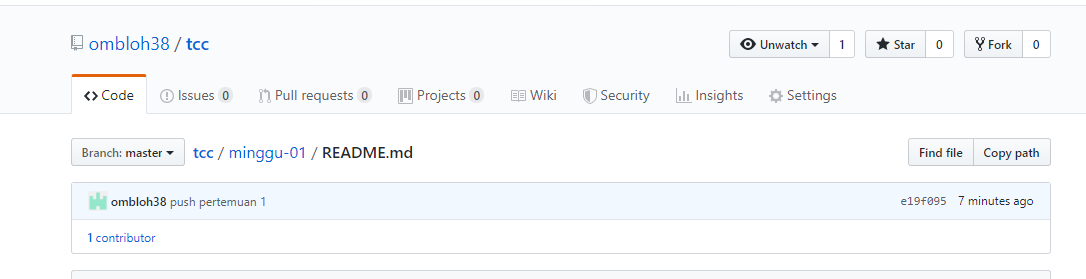 ombloh38 / tcc
Unwatch 1 Star 0 Fork 0
Code Issues 0 Pull requests 0 Projects 0 Wiki Security Insights Settings
Branch: master tcc / minggu-01 / README.md Find file Copy path
ombloh38 push pertemuan 1 e19f095 7 minutes ago
1 contributor